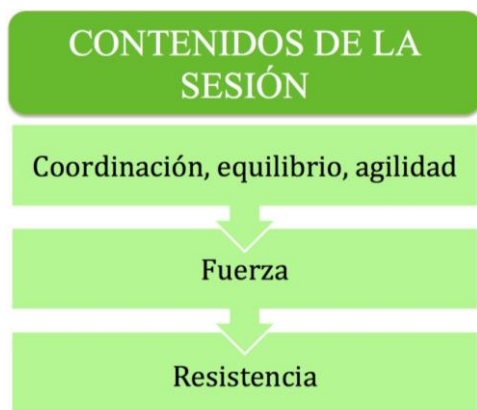 CONTENIDOS DE LA
SESIÓN
Coordinación, equilibrio, agilidad
Fuerza
Resistencia